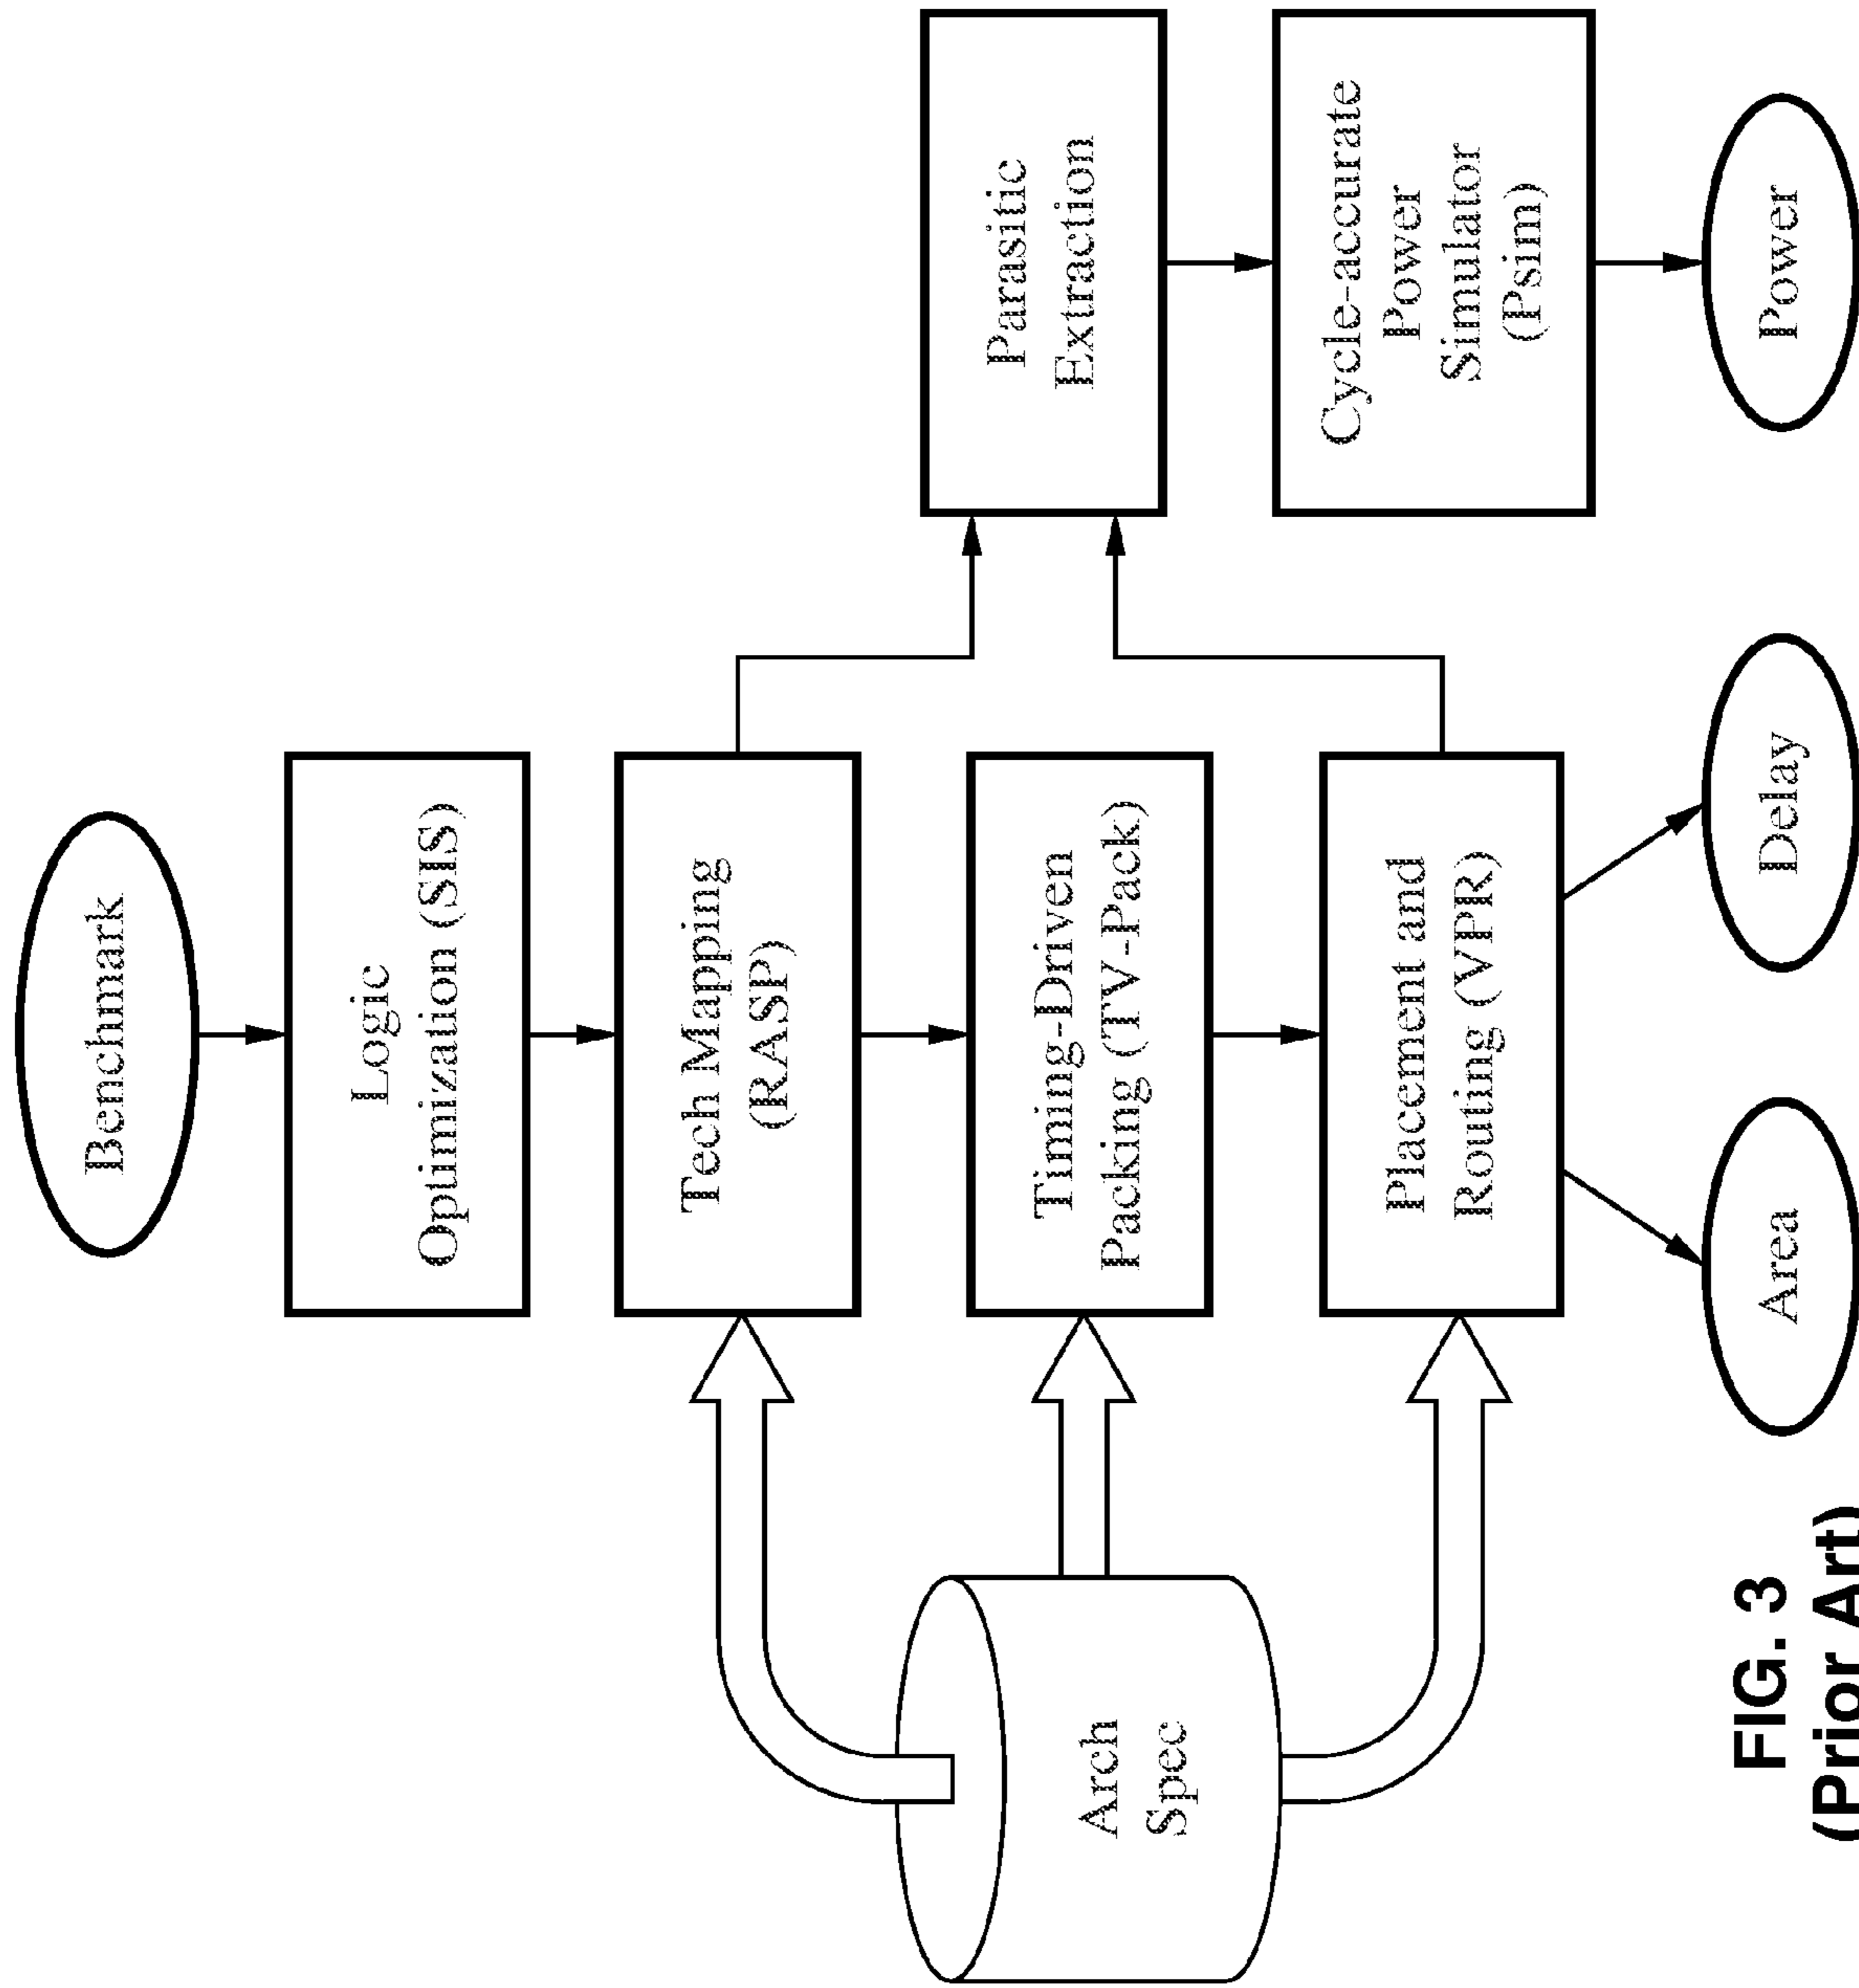 Benchmark
Logic
Optimization (SIS)
Tech Mapping
(RASP)
Timing-Driven
Packing (TV-Pack)
Placement and
Routing (VPR)
Arch
Spec
Parasitic
Extraction
Cycle-accurate
Power
Simulator
(Psim)
Area
Delay
Power
FIG. 3
(Prior Art)